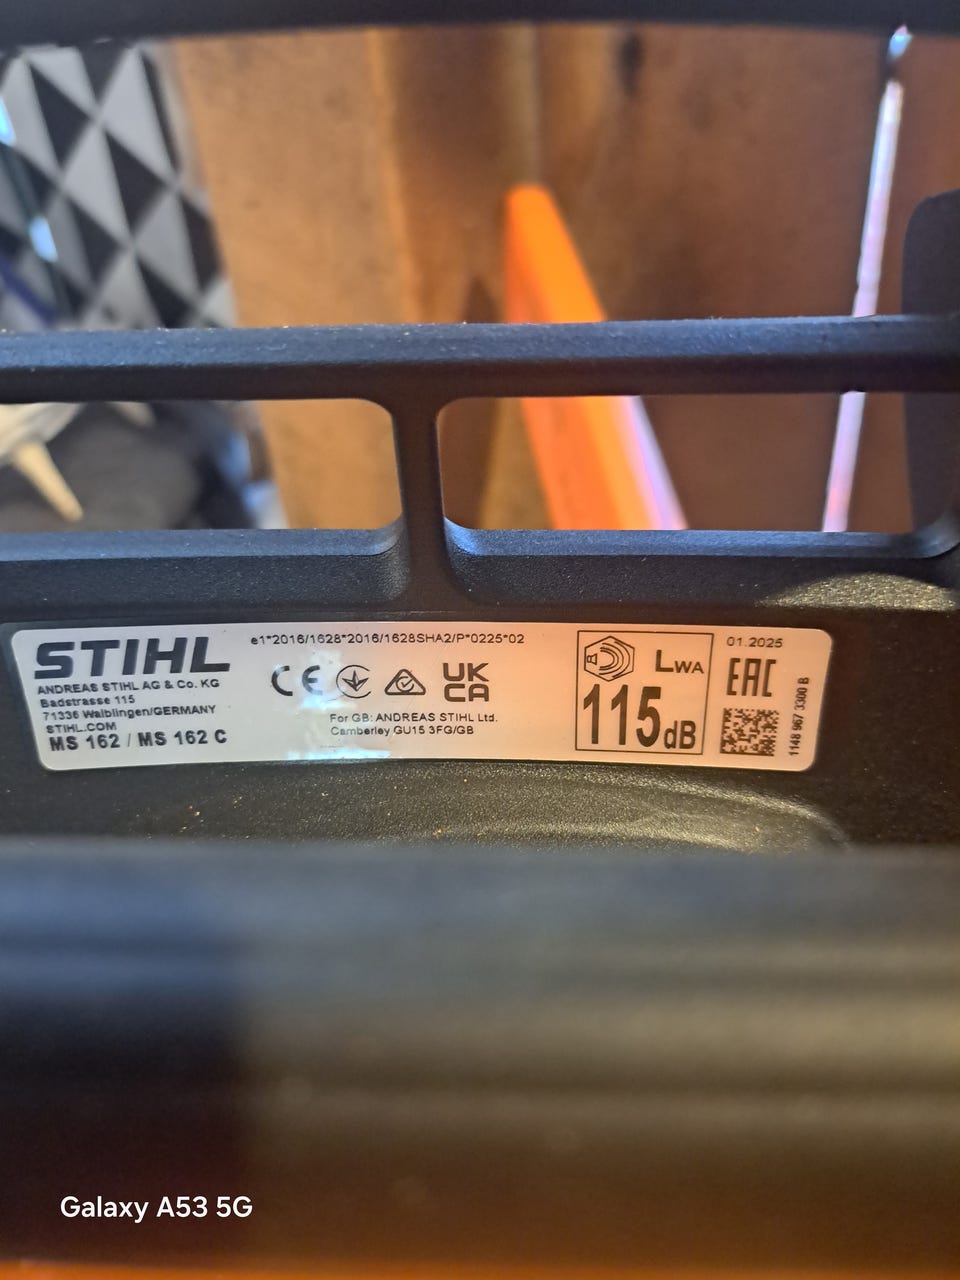 STIHL
ANDREAS STIHL AG & Co. KG
Badstrasse 115
71336 Waiblingen/GERMANY
STIHL.COM
MS 162 / MS 162 C
e1*2016/1628*2016/1628SHA2/P*0225*02
CE
UK
CA
For GB: ANDREAS STIHL Ltd.
Camberley GU15 3FG/GB
LWA
115dB
01.2025
EAC
1148 967 3300 B
Galaxy A53 5G